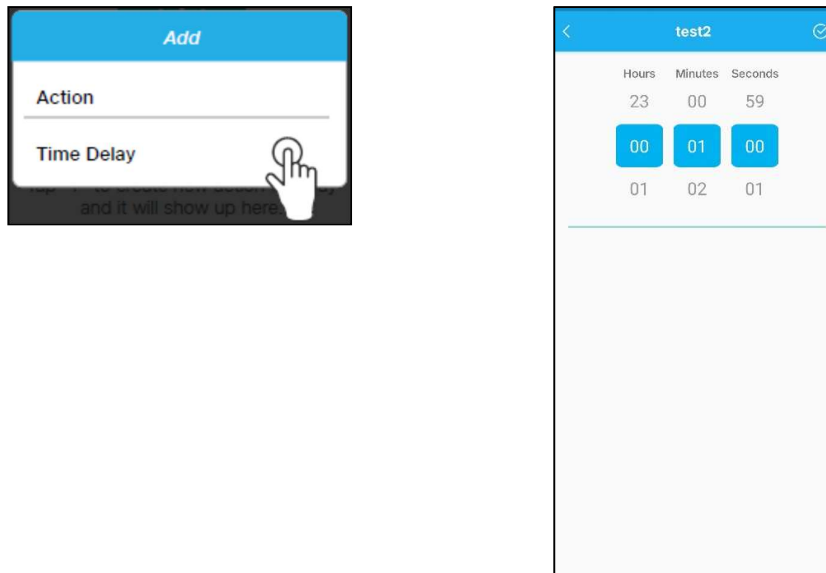 Add
Action
Time Delay
to create new action
and it will show up here.
test2
Hours Minutes Seconds
23 00 59
00 01 00
01 02 01